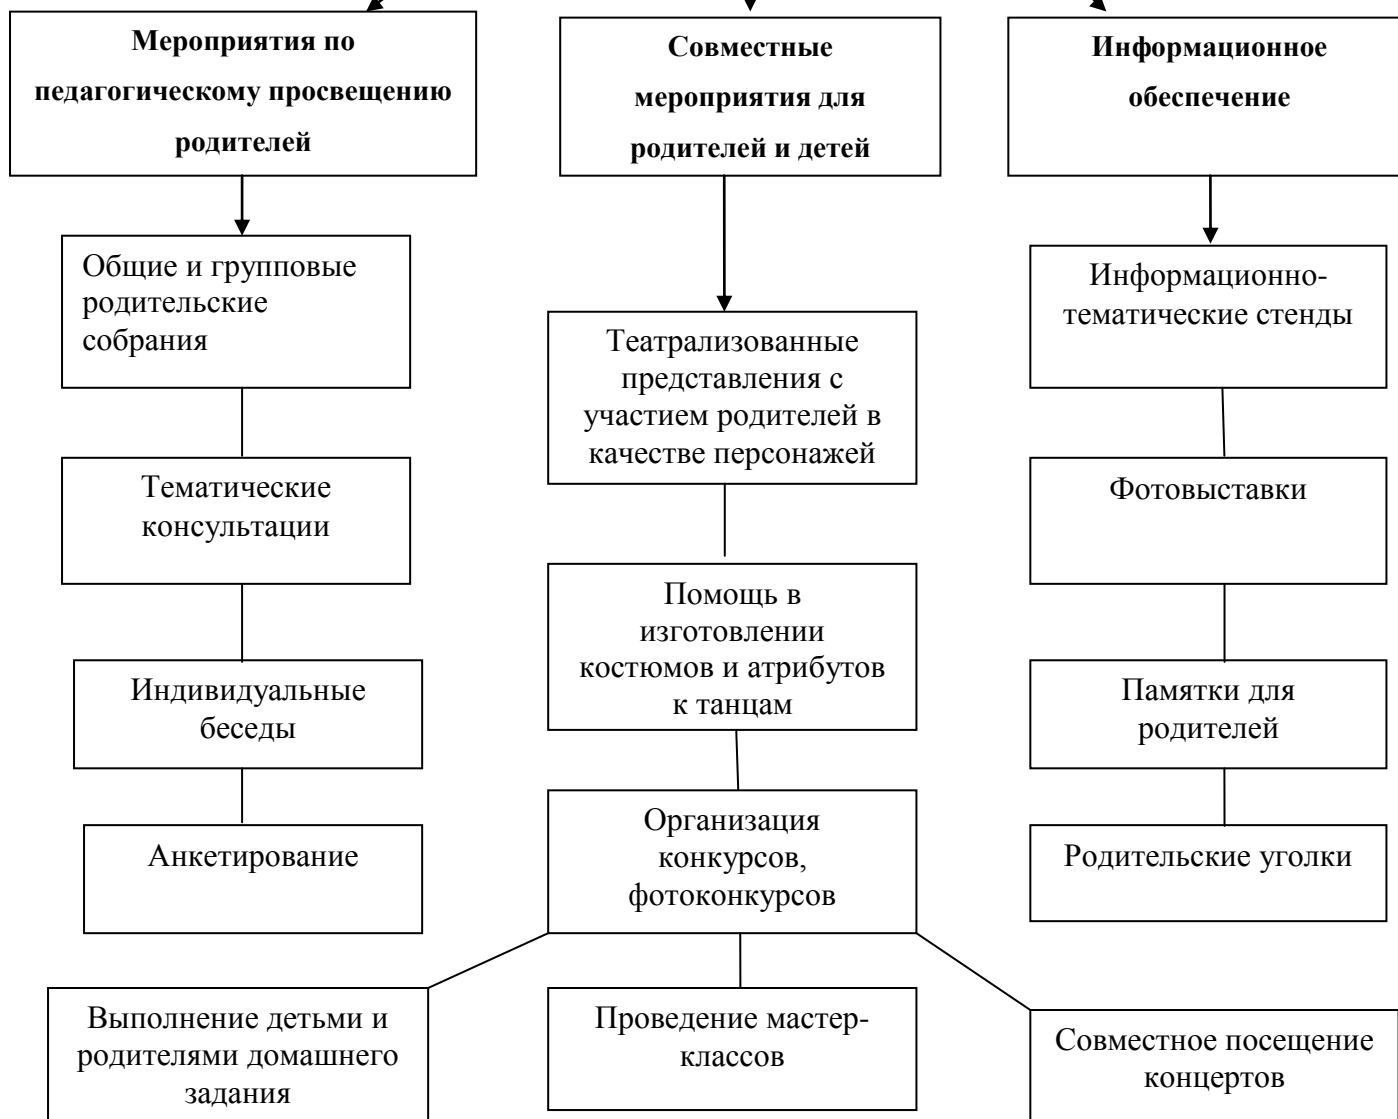 Мероприятия по
педагогическому просвещению
родителей
Совместные
мероприятия для
родителей и детей
Информационное
обеспечение
Общие и групповые
родительские
собрания
Информационно-
тематические стенды
Театрализованные
представления с
участием родителей в
качестве персонажей
Тематические
консультации
Фотовыставки
Помощь в
изготовлении
костюмов и атрибутов
к танцам
Индивидуальные
беседы
Памятки для
родителей
Организация
конкурсов,
фотоконкурсов
Анкетирование
Родительские уголки
Выполнение детьми и
родителями домашнего
задания
Проведение мастер-
классов
Совместное посещение
концертов